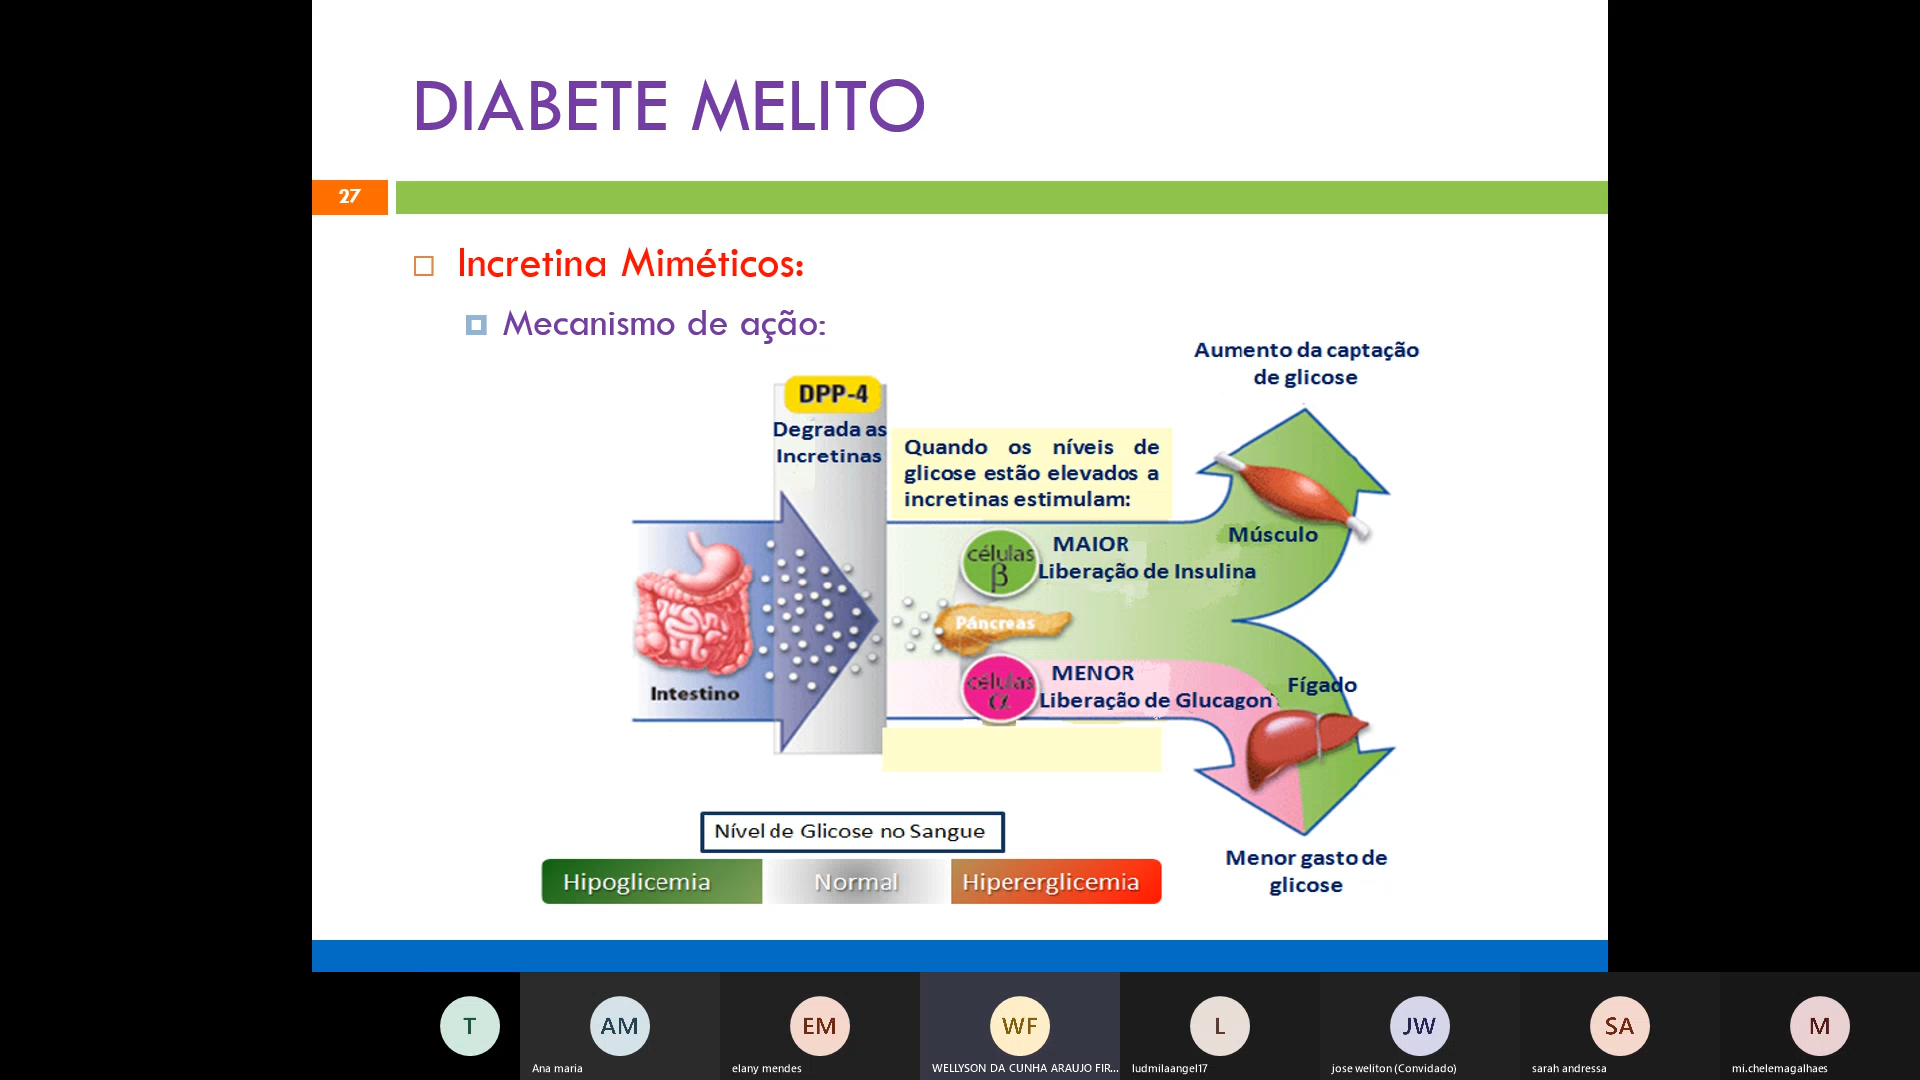 DIABETE MELITO
27
Incretina Miméticos:
Mecanismo de ação:
Aumento da captação
de glicose
DPP-4
Degrada as
Incretinas
Quando os níveis de
glicose estão elevados a
incretinas estimulam:
Músculo
células
β
MAIOR
Liberação de Insulina
Páncreas
Intestino
células
α
MENOR
Liberação de Glucagon
Fígado
Nível de Glicose no Sangue
Hipoglicemia
Normal
Hipererglicemia
Menor gasto de
glicose
T
AM
EM
WF
L
JW
SA
M
Ana maria
elany mendes
WELLYSON DA CUNHA ARAUJO FIR...
ludmilaangel17
jose weliton (Convidado)
sarah andressa
mi.chelemagalhaes